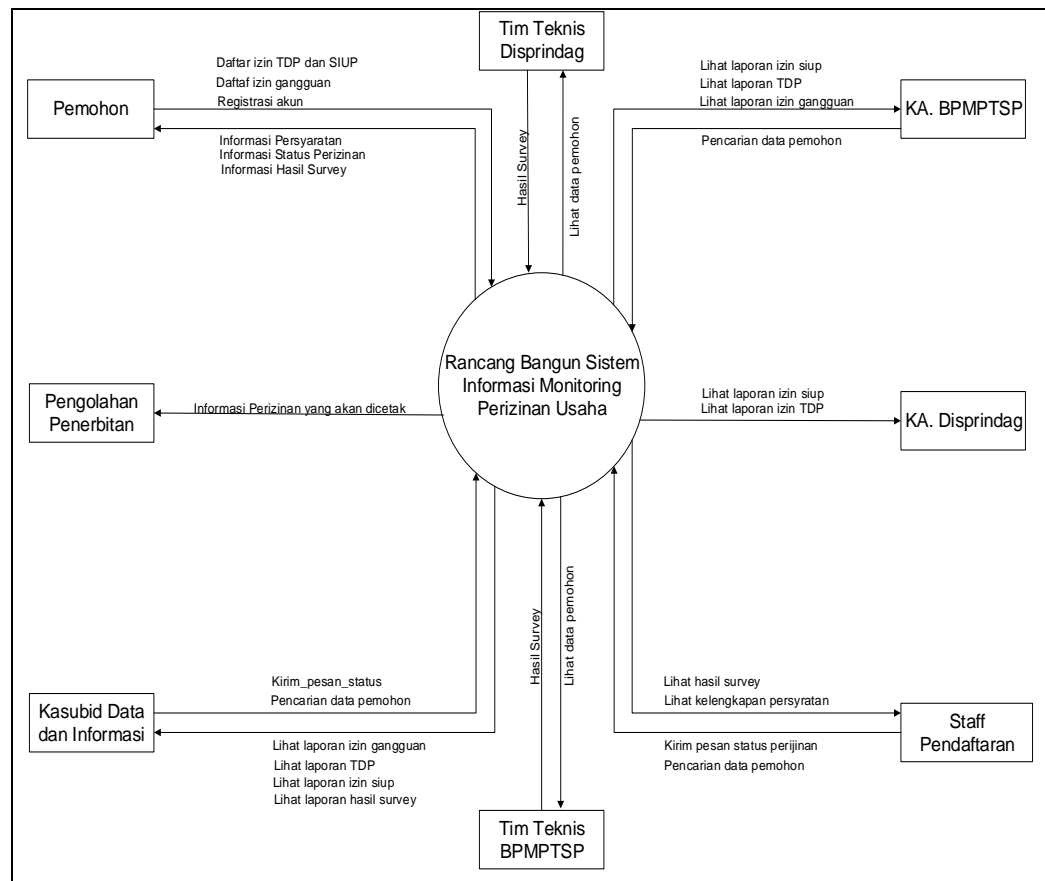 Tim Teknis
Disprindag
Daftar izin TDP dan SIUP
Daftaf izin gangguan
Registrasi akun
Pemohon
Informasi Persyaratan
Informasi Status Perizinan
Informasi Hasil Survey
Hasil Survey
Lihat data pemohon
Lihat laporan izin siup
Lihat laporan TDP
Lihat laporan izin gangguan
KA. BPMPTSP
Pencarian data pemohon
Rancang Bangun Sistem
Informasi Monitoring
Perizinan Usaha
Pengolahan
Penerbitan
Informasi Perizinan yang akan dicetak
Lihat laporan izin siup
Lihat laporan izin TDP
KA. Disprindag
Kirim_pesan_status
Pencarian data pemohon
Kasubid Data
dan Informasi
Lihat laporan izin gangguan
Lihat laporan TDP
Lihat laporan izin siup
Lihat laporan hasil survey
Hasil Survey
Lihat data pemohon
Lihat hasil survey
Lihat kelengkapan persyratan
Staff
Pendaftaran
Kirim pesan status perijinan
Pencarian data pemohon
Tim Teknis
BPMPTSP